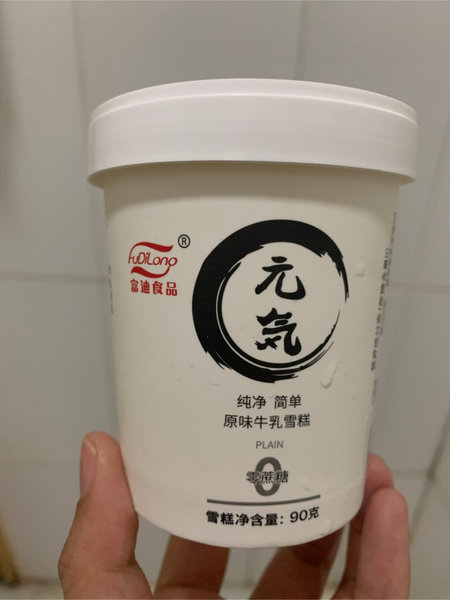 FuDiLong®
富迪食品
元
気
纯净 简单
原味牛乳雪糕
PLAIN
0
零蔗糖
雪糕净含量：90克